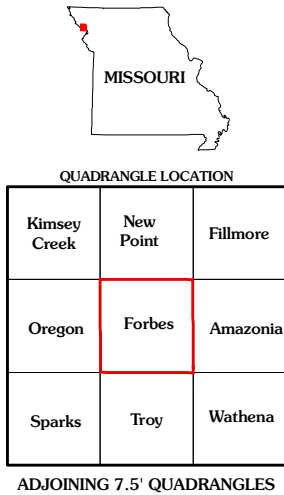 MISSOURI
QUADRANGLE LOCATION
Kimsey
Creek
New
Point
Fillmore
Oregon
Forbes
Amazonia
Sparks
Troy
Wathena
ADJOINING 7.5' QUADRANGLES